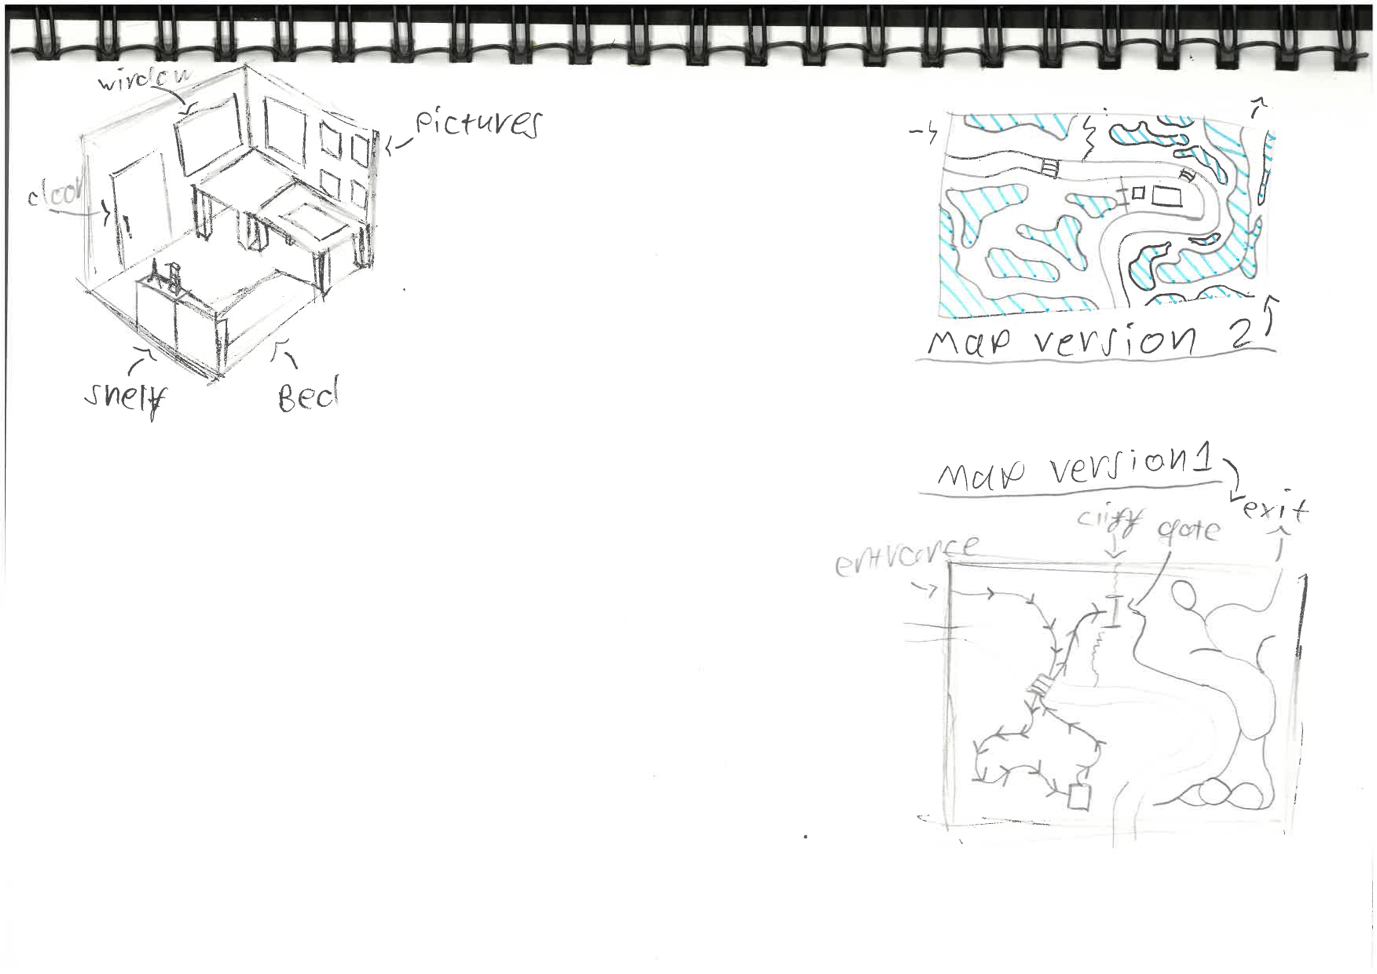 window
pictures
door
shelf
Bed
map version 2
map version1
exit
cliff gate
entrance